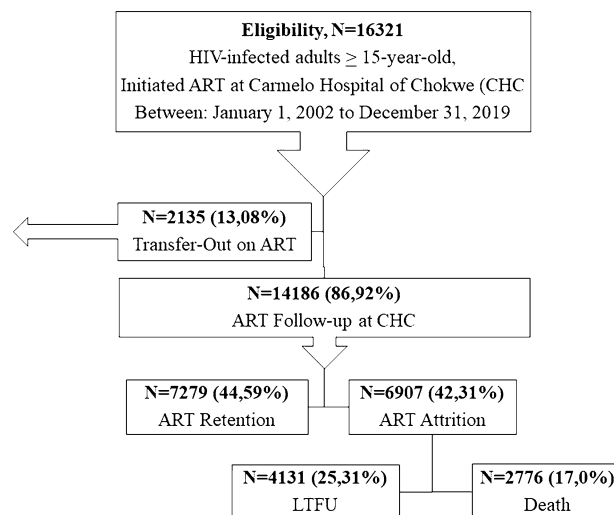 Eligibility, N=16321
HIV-infected adults ≥ 15-year-old,
Initiated ART at Carmelo Hospital of Chokwe (CHC
Between: January 1, 2002 to December 31, 2019
N=2135 (13,08%)
Transfer-Out on ART
N=14186 (86,92%)
ART Follow-up at CHC
N=7279 (44,59%)
ART Retention
N=6907 (42,31%)
ART Attrition
N=4131 (25,31%)
LTFU
N=2776 (17,0%)
Death